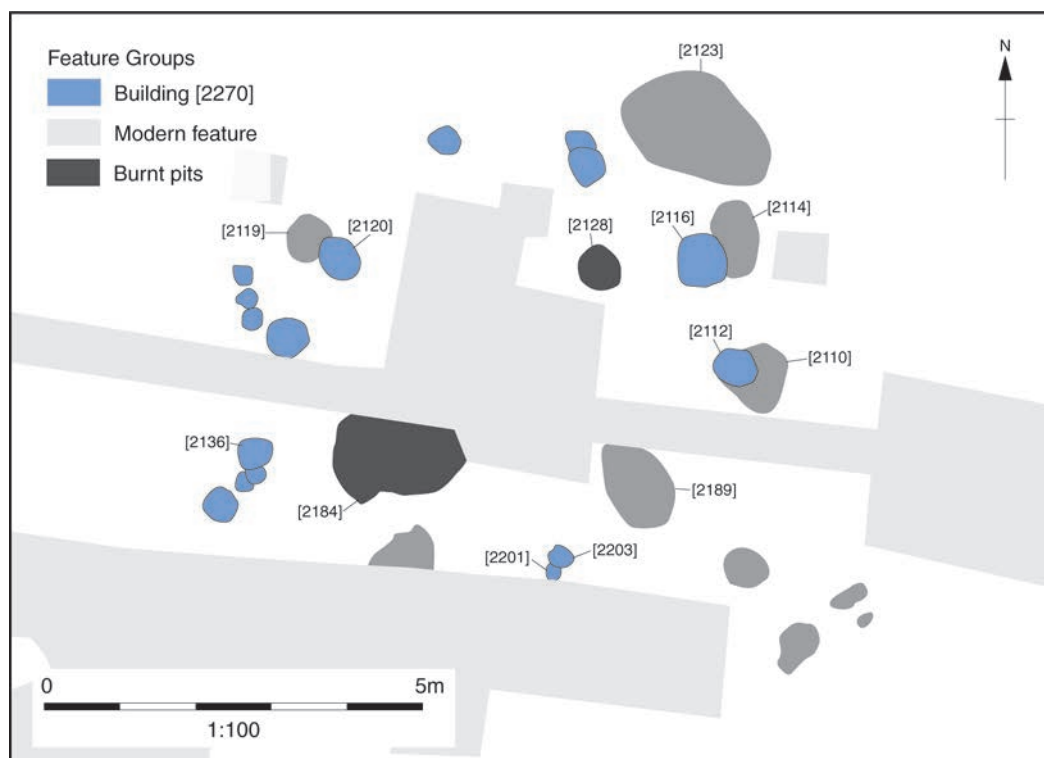 Feature Groups
Building [2270]
Modern feature
Burnt pits
N
[2123]
[2119]
[2120]
[2128]
[2116]
[2114]
[2112]
[2110]
[2136]
[2184]
[2189]
[2201]
[2203]
0 5m
1:100